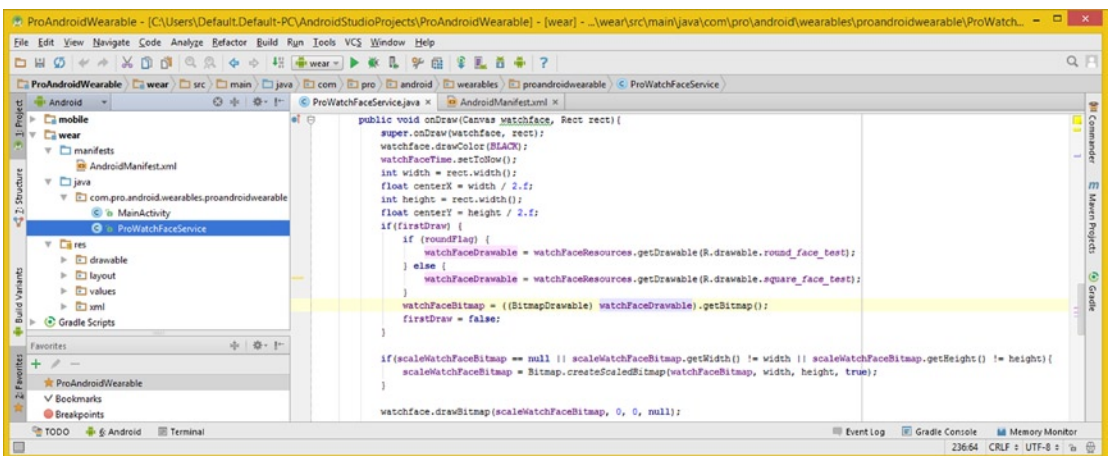 ProAndroidWearable - [C:\Users\Default.Default-PC\AndroidStudioProjects\ProAndroidWearable] - [wear] - ...\wear\src\main\java\com\pro\android\wearables\proandroidwearable\ProWatch...
File Edit View Navigate Code Analyze Refactor Build Run Tools VCS Window Help
wear
ProAndroidWearable wear src main java com pro android wearables proandroidwearable ProWatchFaceService
Android
ProWatchFaceService.java × AndroidManifest.xml ×
1: Project
Z: Structure
Build Variants
2: Favorites
mobile
wear
manifests
AndroidManifest.xml
java
com.pro.android.wearables.proandroidwearable
MainActivity
ProWatchFaceService
res
drawable
layout
values
xml
Gradle Scripts
Favorites
ProAndroidWearable
Bookmarks
Breakpoints
public void onDraw(Canvas watchface, Rect rect){
super.onDraw(watchface, rect);
watchface.drawColor(BLACK);
watchFaceTime.setToNow();
int width = rect.width();
float centerX = width / 2.f;
int height = rect.width();
float centerY = height / 2.f;
if(firstDraw) {
if (roundFlag) {
watchFaceDrawable = watchFaceResources.getDrawable(R.drawable.round_face_test);
} else {
watchFaceDrawable = watchFaceResources.getDrawable(R.drawable.square_face_test);
}
watchFaceBitmap = ((BitmapDrawable) watchFaceDrawable).getBitmap();
firstDraw = false;
}
if(scaleWatchFaceBitmap == null || scaleWatchFaceBitmap.getWidth() != width || scaleWatchFaceBitmap.getHeight() != height){
scaleWatchFaceBitmap = Bitmap.createScaledBitmap(watchFaceBitmap, width, height, true);
}
watchface.drawBitmap(scaleWatchFaceBitmap, 0, 0, null);
Commander
Maven Projects
Gradle
TODO 6: Android Terminal Event Log Gradle Console Memory Monitor
236:64 CRLF UTF-8